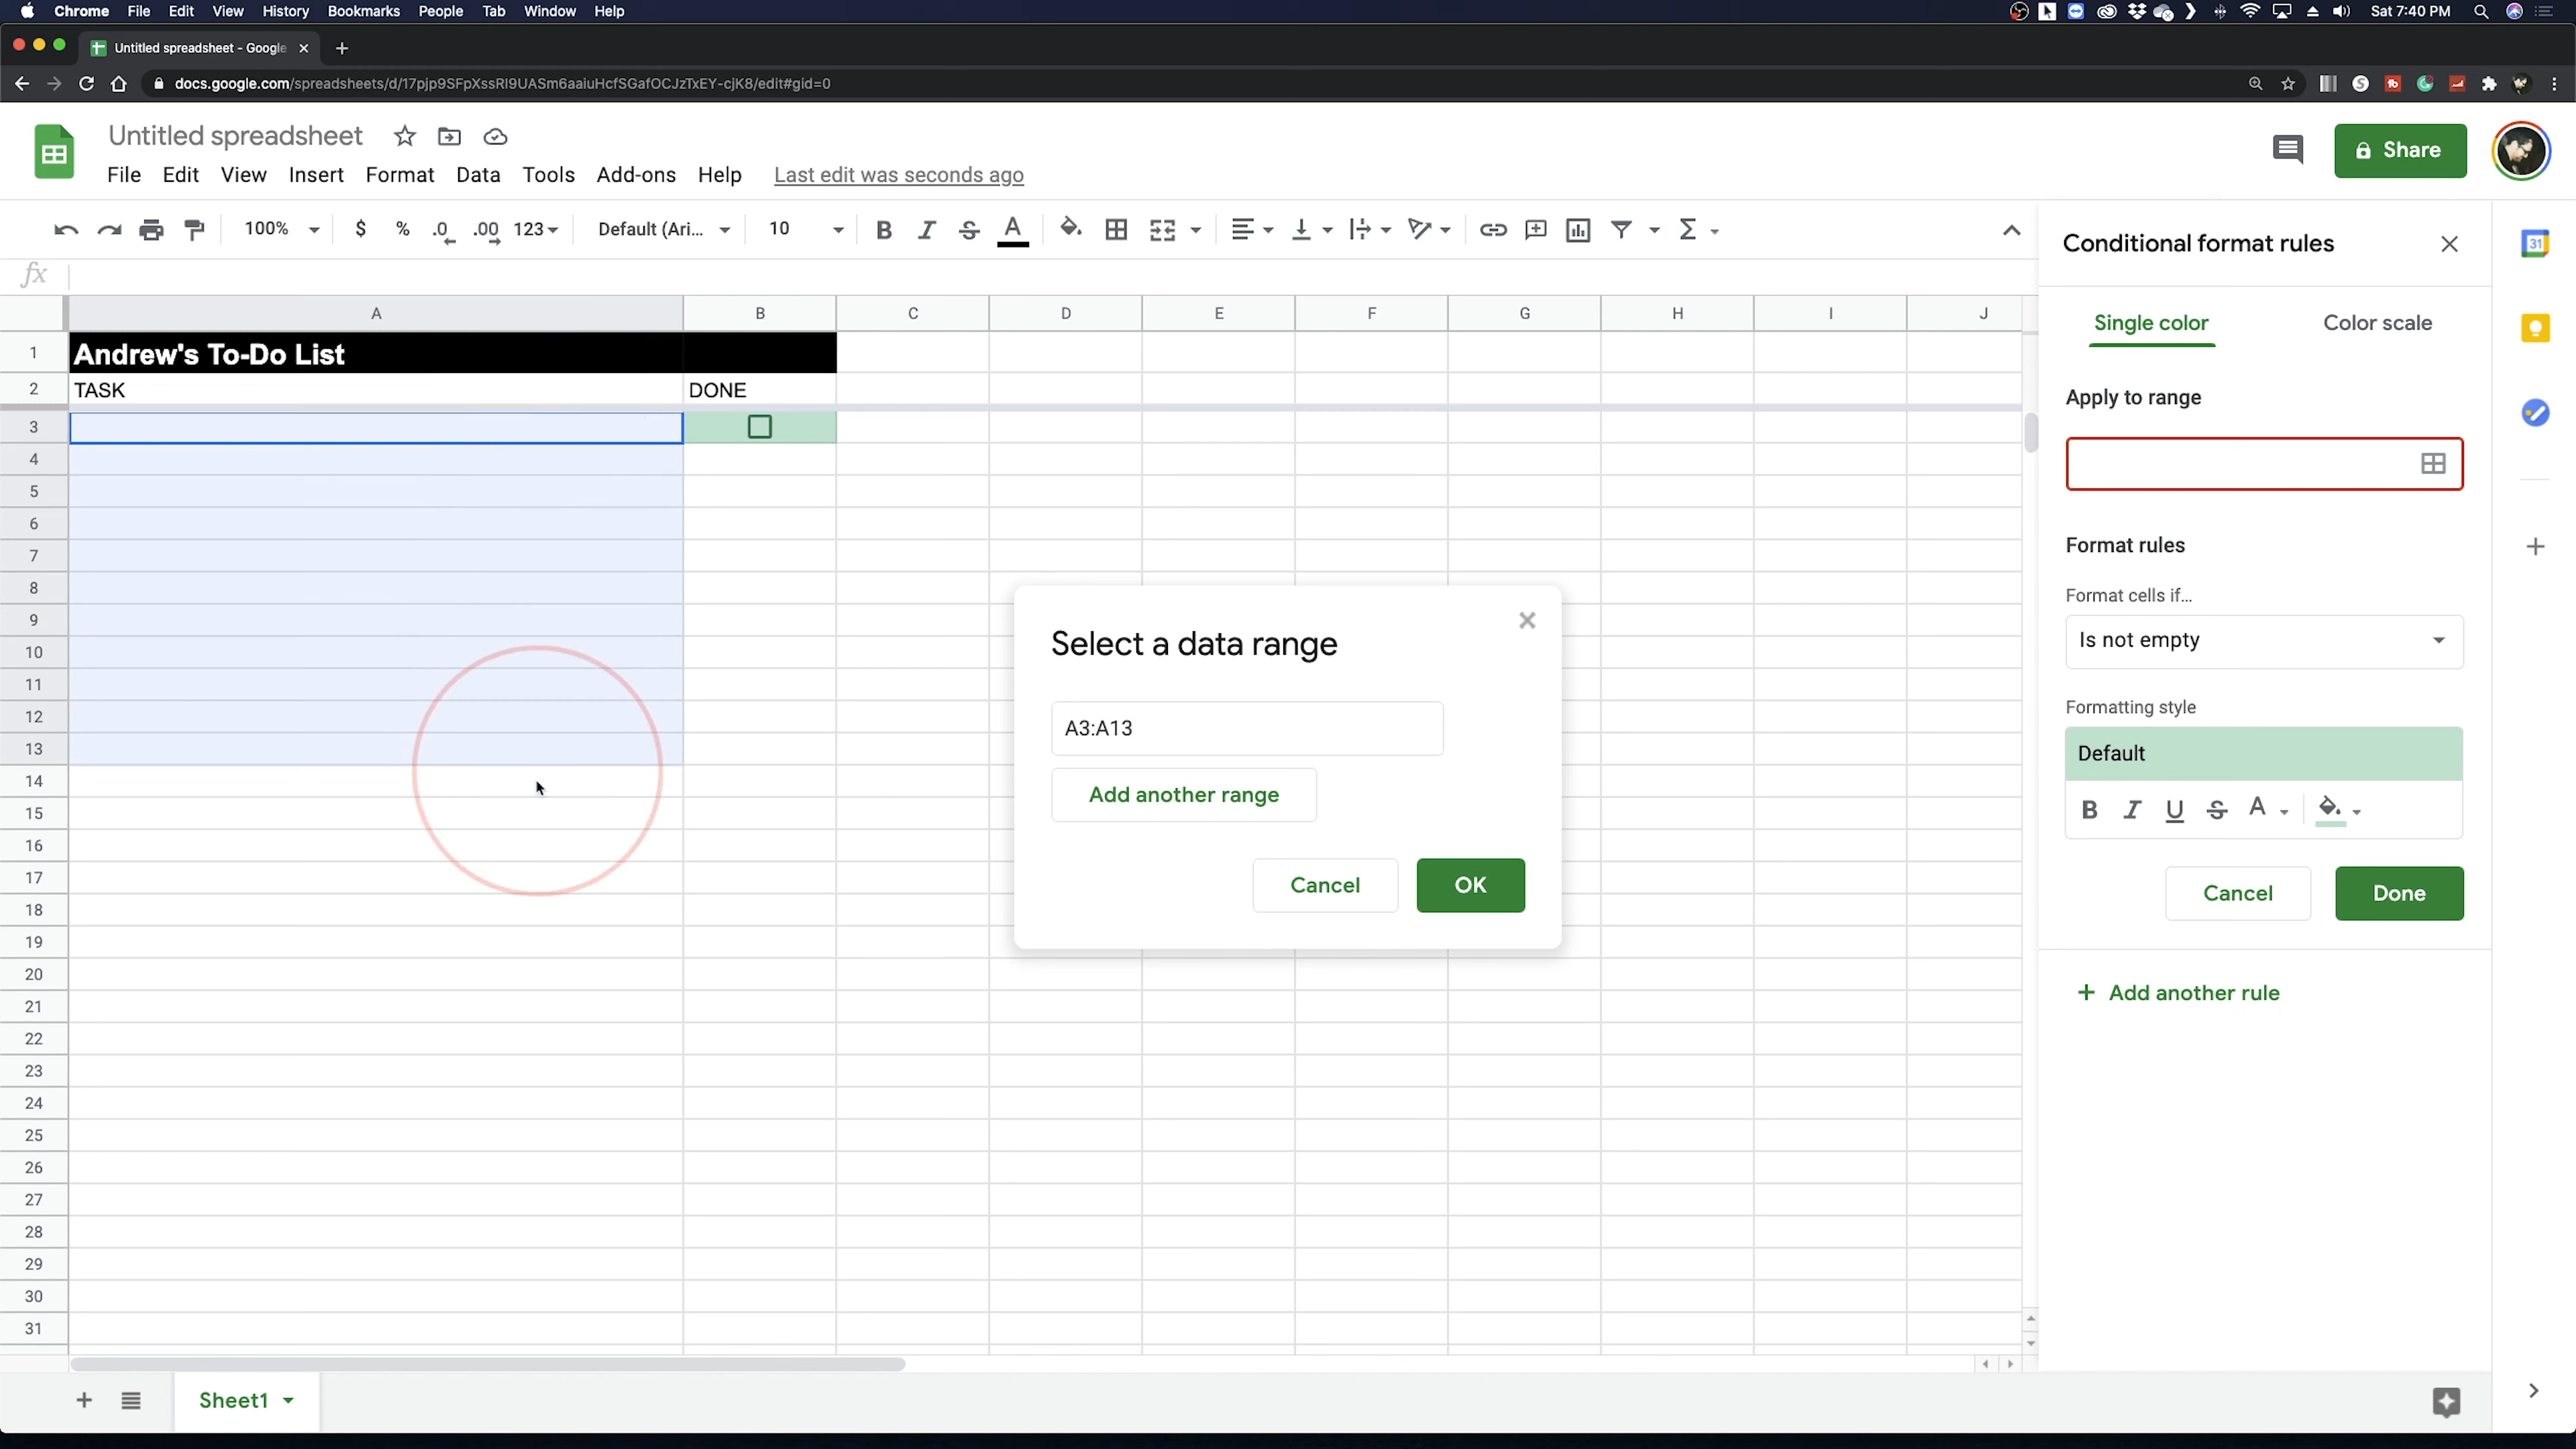 Chrome File Edit View History Bookmarks People Tab Window Help Sat 7:40 PM
Untitled spreadsheet - Google
docs.google.com/spreadsheets/d/17pjp9SFpXssRI9UASm6aaiuHcfSGafOCJzTxEY-cjK8/edit#gid=0
Untitled spreadsheet
File Edit View Insert Format Data Tools Add-ons Help Last edit was seconds ago
Share
100% $ % .0 .00 123 Default (Ari... 10 B I S A Σ
fx
A B C D E F G H I J
1 Andrew's To-Do List
2 TASK DONE
3
4
5
6
7
8
9
10
11
12
13
14
15
16
17
18
19
20
21
22
23
24
25
26
27
28
29
30
31
Select a data range
A3:A13
Add another range
Cancel OK
Conditional format rules
Single color Color scale
Apply to range
Format rules
Format cells if...
Is not empty
Formatting style
Default
B I U S A
Cancel Done
+ Add another rule
31
+ Sheet1